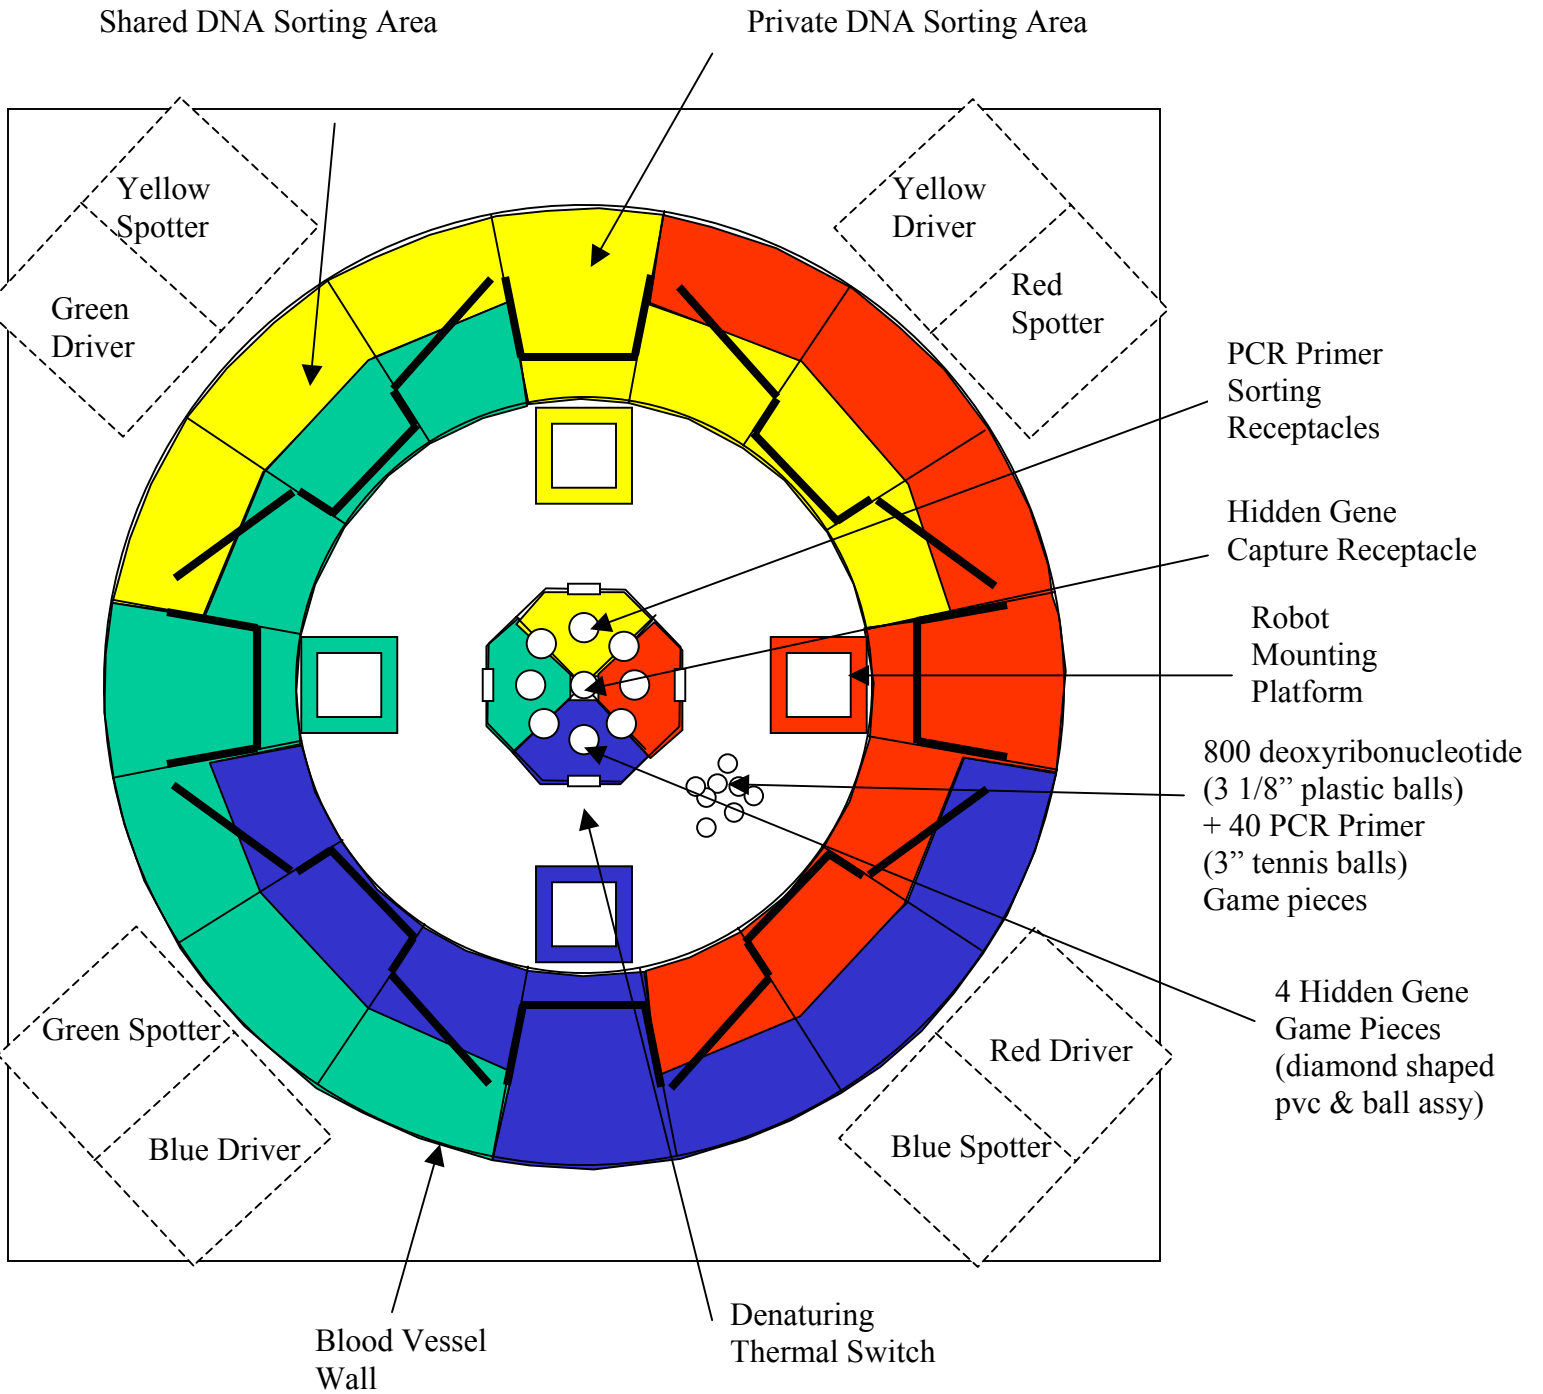 Shared DNA Sorting Area
Private DNA Sorting Area
Yellow
Spotter
Green
Driver
Yellow
Driver
Red
Spotter
PCR Primer
Sorting
Receptacles
Hidden Gene
Capture Receptacle
Robot
Mounting
Platform
800 deoxyribonucleotide
(3 1/8” plastic balls)
+ 40 PCR Primer
(3” tennis balls)
Game pieces
4 Hidden Gene
Game Pieces
(diamond shaped
pvc & ball assy)
Green Spotter
Blue Driver
Red Driver
Blue Spotter
Blood Vessel
Wall
Denaturing
Thermal Switch